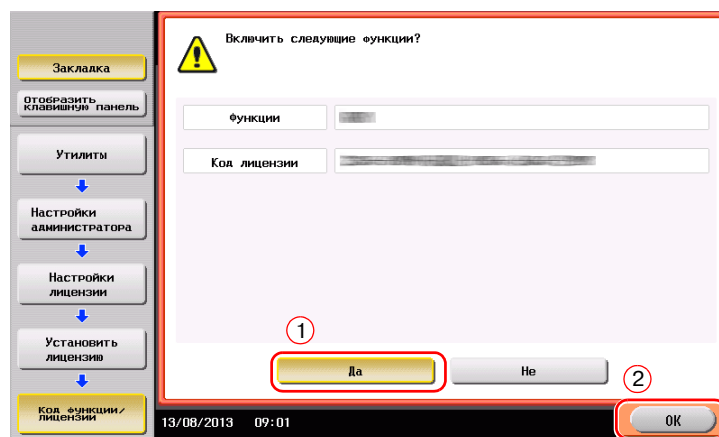 Закладка
Отобразить
клавишную панель
Утилиты
Настройки
администратора
Настройки
лицензии
Установить
лицензию
Код функции/
лицензии
Включить следующие функции?
Функции
Код лицензии
1
Да
Не
2
13/08/2013 09:01
OK